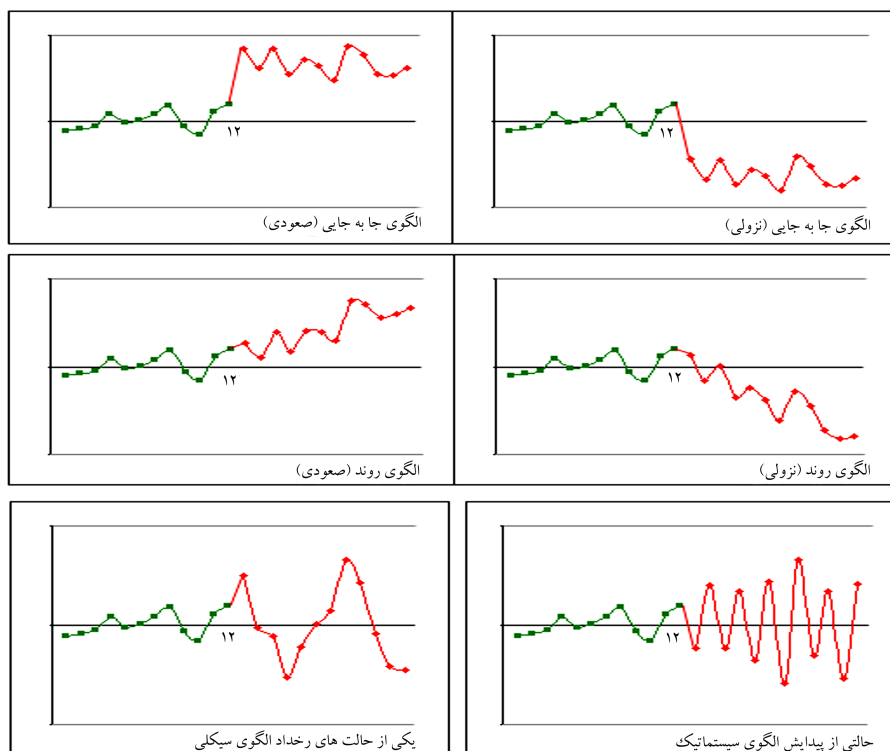 ۱۲
الگوی جا به جایی (نزولی)
۱۲
الگوی جا به جایی (صعودی)
۱۲
الگوی روند (نزولی)
۱۲
الگوی روند (صعودی)
۱۲
حالتی از پیدایش الگوی سیستماتیک
۱۲
یکی از حالت های رخداد الگوی سیکلی